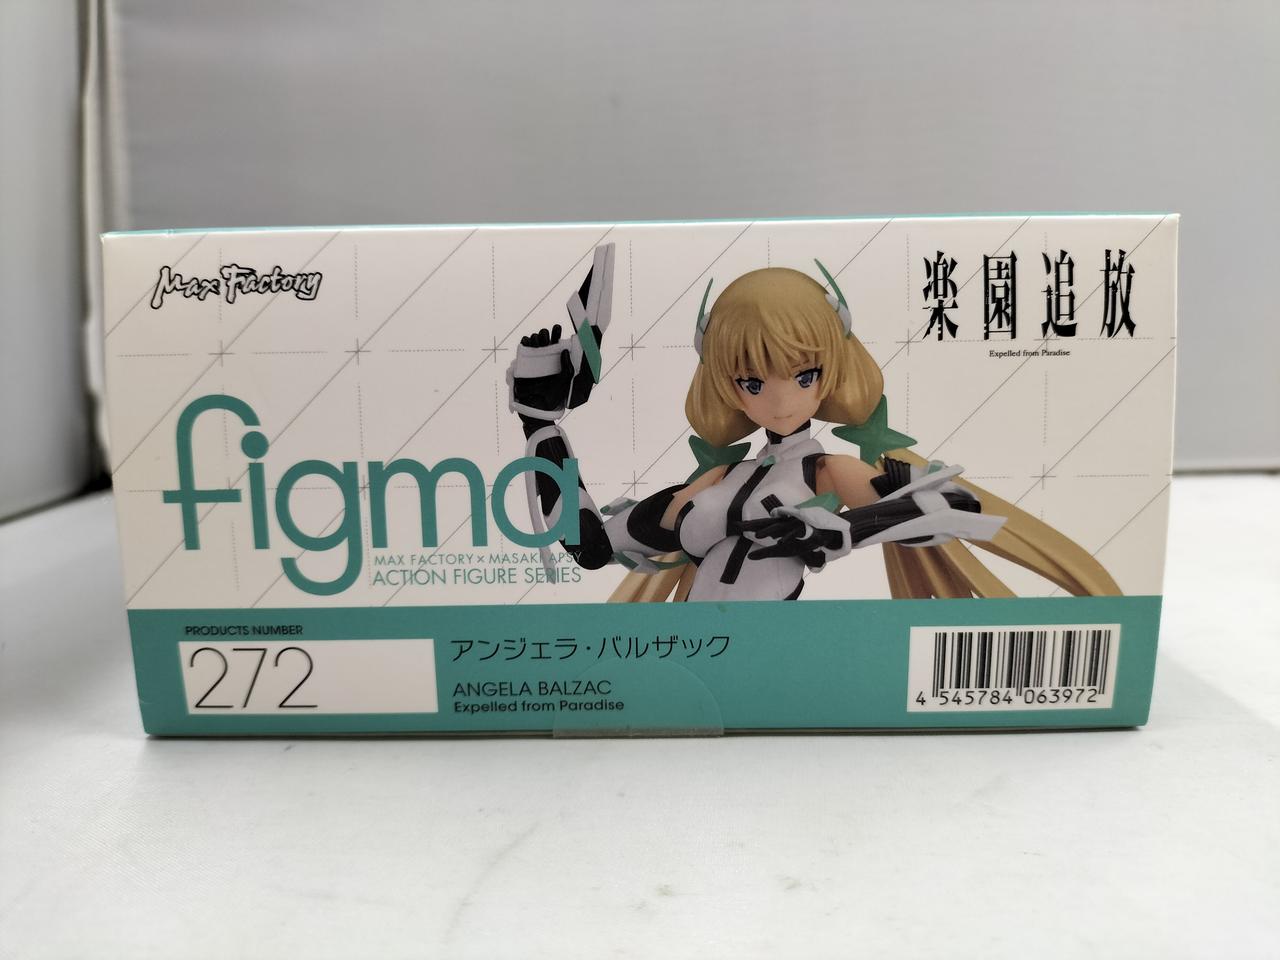 Max Factory
楽園追放
Expelled from Paradise
figma
MAX FACTORY × MASAKI APSY
ACTION FIGURE SERIES
PRODUCTS NUMBER
272
アンジェラ・バルザック
ANGELA BALZAC
Expelled from Paradise
4 545784 063972